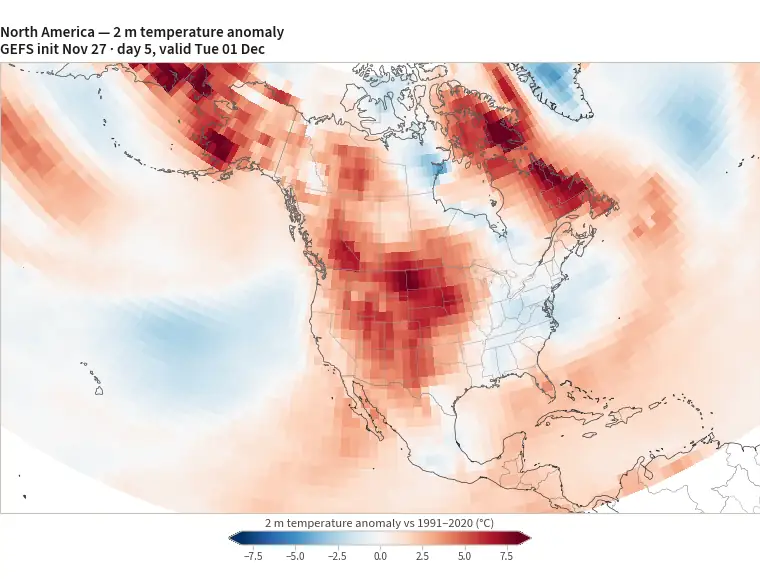 North America — 2 m temperature anomaly
GEFS init Nov 27 · day 5, valid Tue 01 Dec
2 m temperature anomaly vs 1991–2020 (°C)
−7.5 −5.0 −2.5 0.0 2.5 5.0 7.5